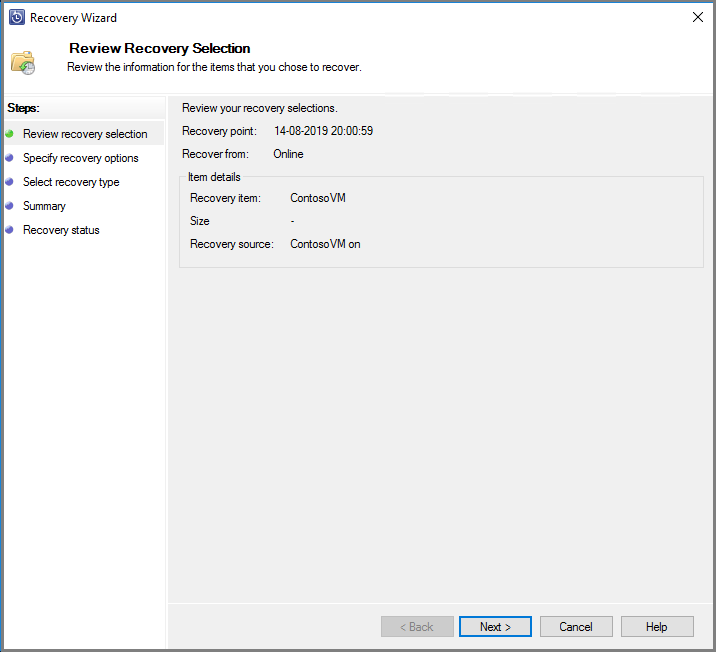 Recovery Wizard
Review Recovery Selection
Review the information for the items that you chose to recover.
Steps:
Review recovery selection
Specify recovery options
Select recovery type
Summary
Recovery status
Review your recovery selections.
Recovery point: 14-08-2019 20:00:59
Recover from: Online
Item details
Recovery item: ContosoVM
Size -
Recovery source: ContosoVM on
< Back Next > Cancel Help